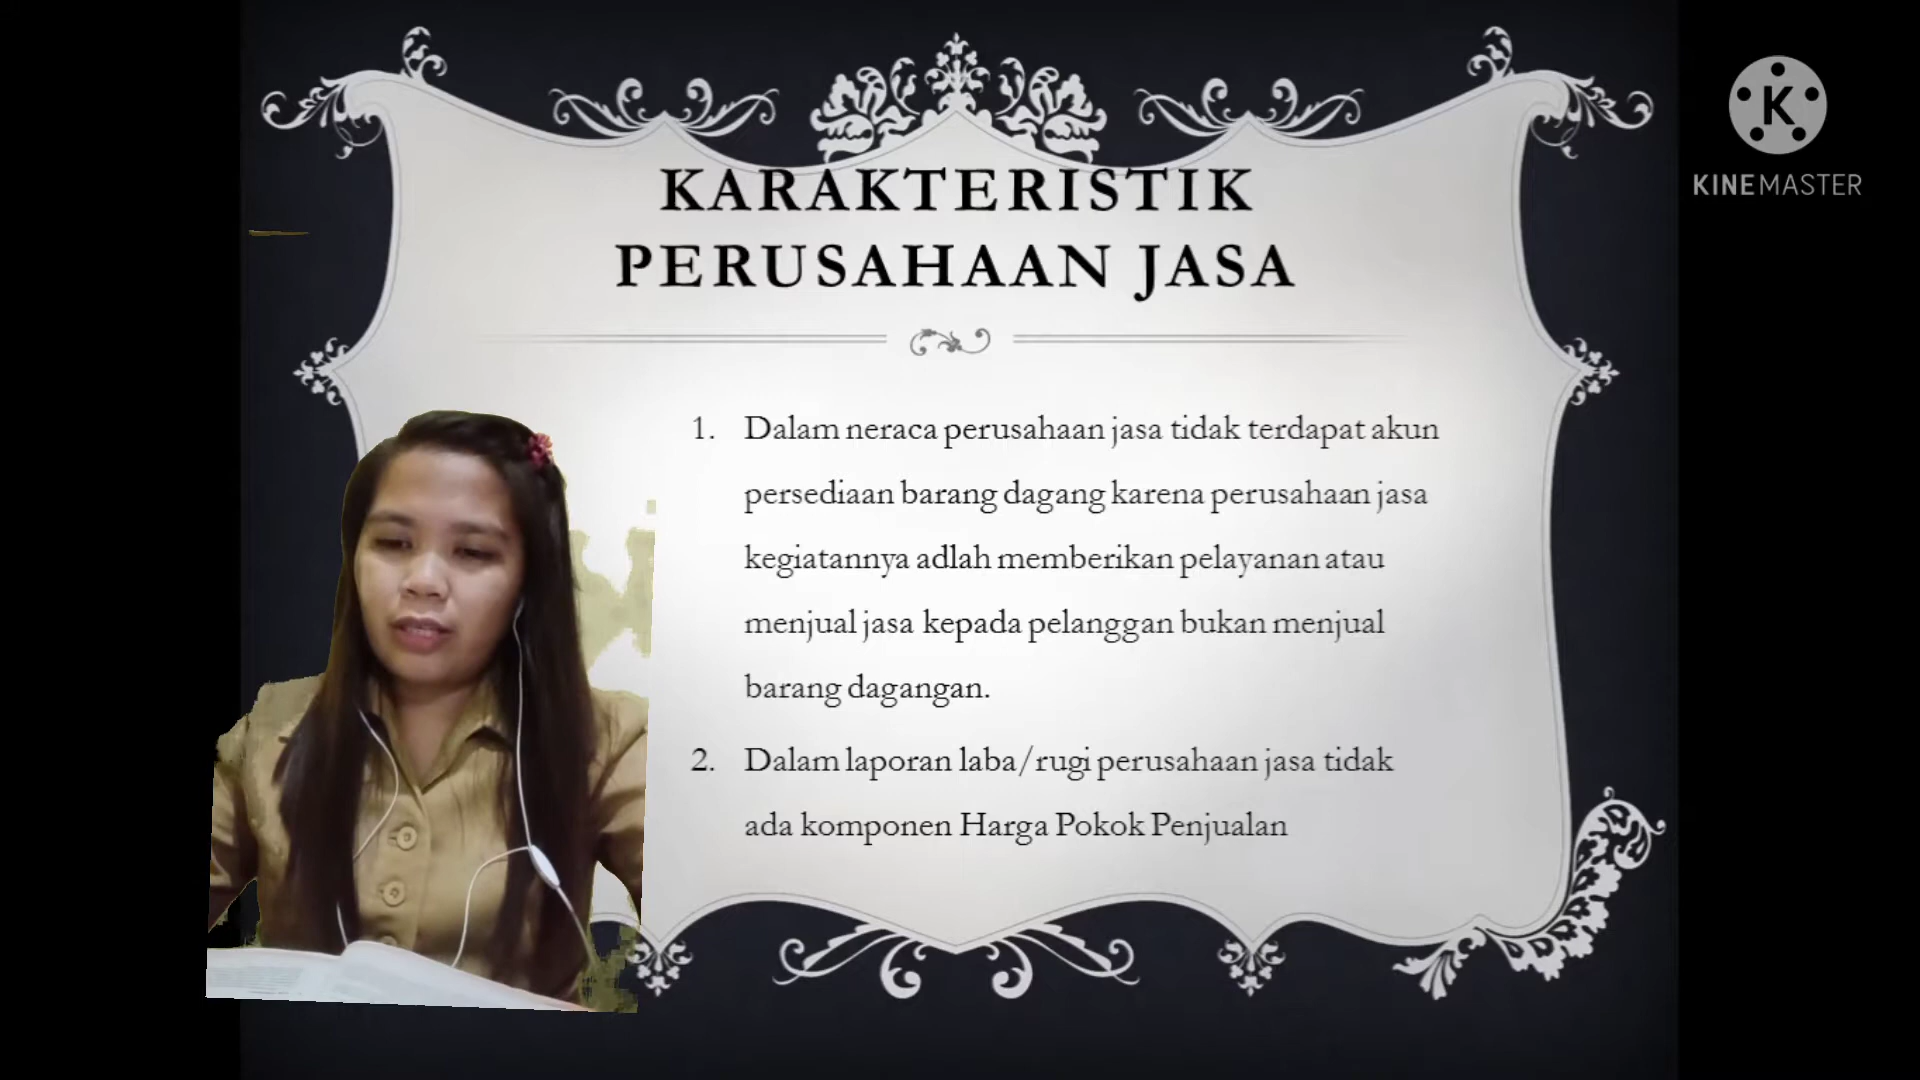 KARAKTERISTIK
PERUSAHAAN JASA
1. Dalam neraca perusahaan jasa tidak terdapat akun
persediaan barang dagang karena perusahaan jasa
kegiatannya adlah memberikan pelayanan atau
menjual jasa kepada pelanggan bukan menjual
barang dagangan.
2. Dalam laporan laba/rugi perusahaan jasa tidak
ada komponen Harga Pokok Penjualan
K
KINEMASTER